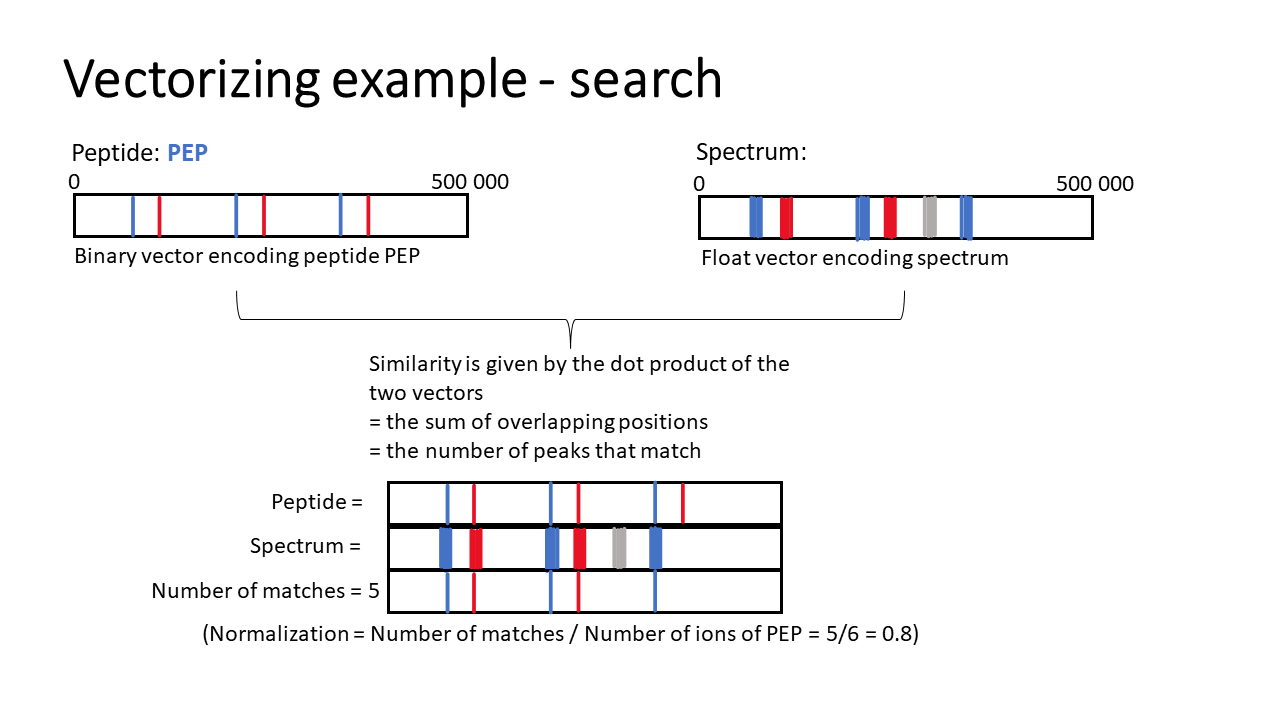 Vectorizing example - search
Peptide: PEP
0
500 000
Binary vector encoding peptide PEP
Spectrum:
0
500 000
Float vector encoding spectrum
Similarity is given by the dot product of the
two vectors
= the sum of overlapping positions
= the number of peaks that match
Peptide =
Spectrum =
Number of matches = 5
(Normalization = Number of matches / Number of ions of PEP = 5/6 = 0.8)